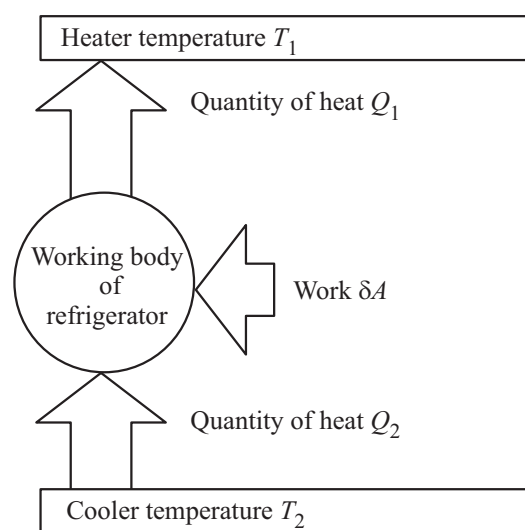 Heater temperature T₁
Quantity of heat Q₁
Working body
of
refrigerator
Work δA
Quantity of heat Q₂
Cooler temperature T₂